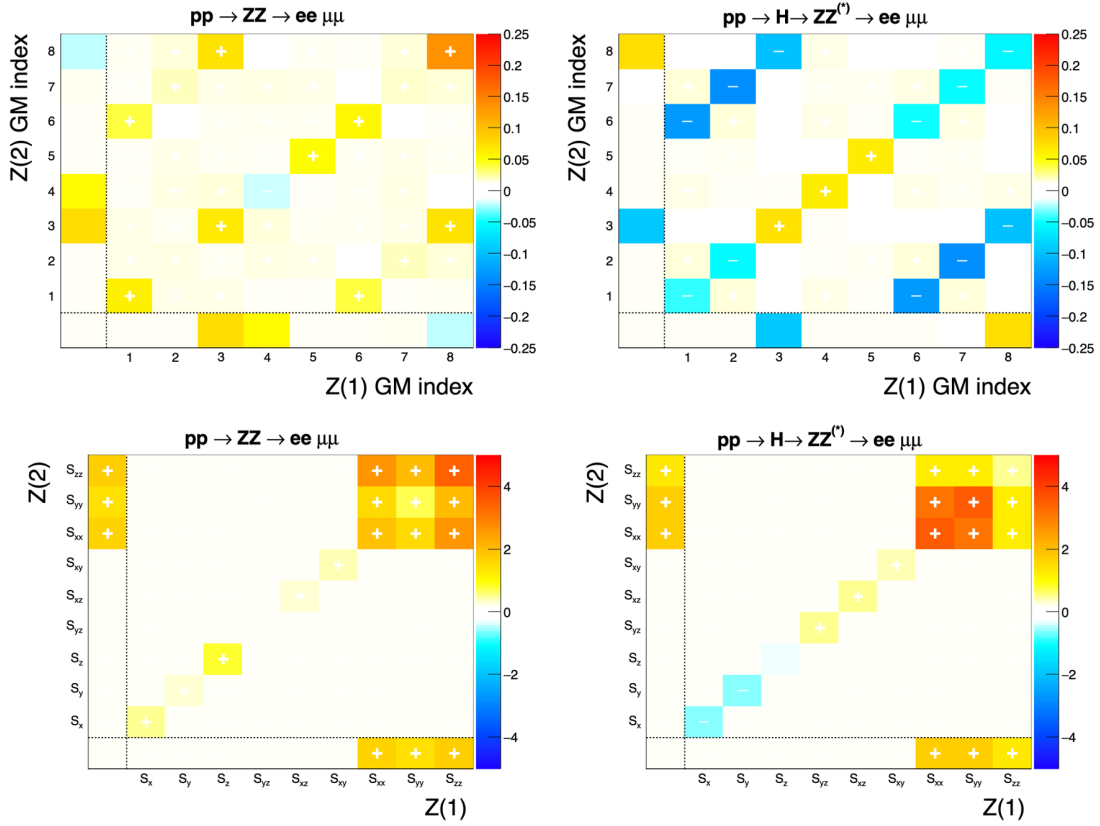 pp → ZZ → ee μμ
Z(2) GM index
8
7
6
5
4
3
2
1
1 2 3 4 5 6 7 8
Z(1) GM index
0.25
0.2
0.15
0.1
0.05
0
-0.05
-0.1
-0.15
-0.2
-0.25
pp → H→ ZZ(*) → ee μμ
Z(2) GM index
8
7
6
5
4
3
2
1
1 2 3 4 5 6 7 8
Z(1) GM index
0.25
0.2
0.15
0.1
0.05
0
-0.05
-0.1
-0.15
-0.2
-0.25
pp → ZZ → ee μμ
Z(2)
Szz
Syy
Sxx
Sxy
Sxz
Syz
Sz
Sy
Sx
Sx Sy Sz Syz Sxz Sxy Sxx Syy Szz
Z(1)
4
2
0
-2
-4
pp → H→ ZZ(*) → ee μμ
Z(2)
Szz
Syy
Sxx
Sxy
Sxz
Syz
Sz
Sy
Sx
Sx Sy Sz Syz Sxz Sxy Sxx Syy Szz
Z(1)
4
2
0
-2
-4